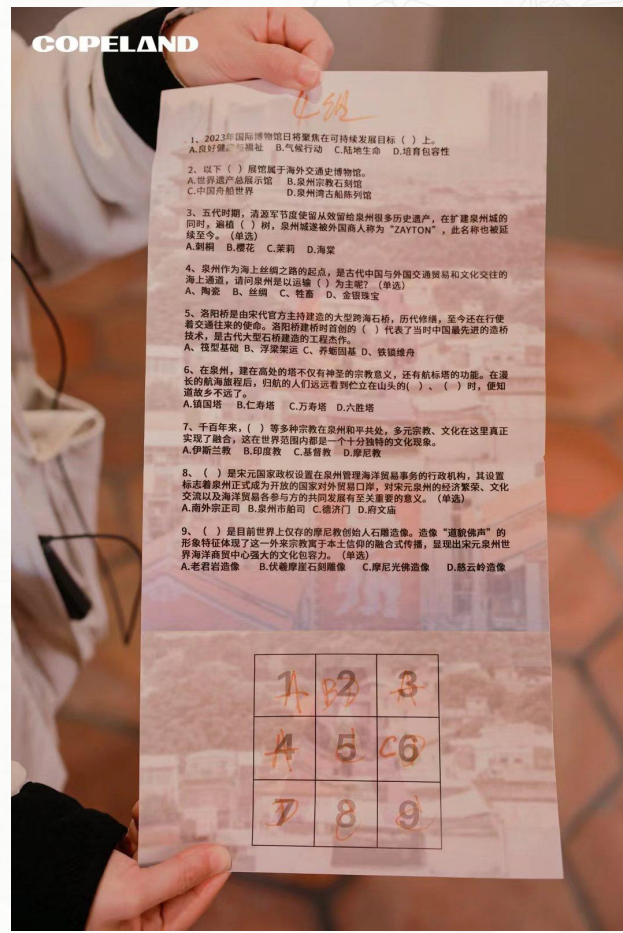 COPELAND
C组
1、2023年国际博物馆日将聚焦在可持续发展目标（ ）上。
A.良好健康与福祉 B.气候行动 C.陆地生命 D.培育包容性
2、以下（ ）展馆属于海外交通史博物馆。
A.世界遗产总展示馆 B.泉州宗教石刻馆
C.中国舟船世界 D.泉州湾古船陈列馆
3、五代时期，清源军节度使留从效留给泉州很多历史遗产，在扩建泉州城的
同时，遍植（ ）树，泉州城遂被外国商人称为“ZAYTON”，此名称也被延
续至今。（单选）
A.刺桐 B.樱花 C.茉莉 D.海棠
4、泉州作为海上丝绸之路的起点，是古代中国与外国交通贸易和文化交往的
海上通道，请问泉州是以运输（ ）为主呢？（单选）
A、陶瓷 B、丝绸 C、牲畜 D、金银珠宝
5、洛阳桥是由宋代官方主持建造的大型跨海石桥，历代修缮，至今还在行使
着交通往来的使命。洛阳桥建桥时首创的（ ）代表了当时中国最先进的造桥
技术，是古代大型石桥建造的工程杰作。
A、筏型基础 B、浮梁架运 C、养蛎固基 D、铁锁维舟
6、在泉州，建在高处的塔不仅有神圣的宗教意义，还有航标塔的功能。在漫
长的航海旅程后，归航的人们远远看到伫立在山头的( ）、（ ）时，便知
道故乡不远了。
A.镇国塔 B.仁寿塔 C.万寿塔 D.六胜塔
7、千百年来，( ）等多种宗教在泉州和平共处，多元宗教、文化在这里真正
实现了融合，这在世界范围内都是一个十分独特的文化现象。
A.伊斯兰教 B.印度教 C.基督教 D.摩尼教
8、（ ）是宋元国家政权设置在泉州管理海洋贸易事务的行政机构，其设置
标志着泉州正式成为开放的国家对外贸易口岸，对宋元泉州的经济繁荣、文化
交流以及海洋贸易各参与方的共同发展有至关重要的意义。（单选）
A.南外宗正司 B.泉州市舶司 C.德济门 D.府文庙
9、（ ）是目前世界上仅存的摩尼教创始人石雕造像。造像“道貌佛声”的
形象特征体现了这一外来宗教寓于本土信仰的融合式传播，显现出宋元泉州世
界海洋商贸中心强大的文化包容力。（单选）
A.老君岩造像 B.伏羲摩崖石刻雕像 C.摩尼光佛造像 D.慈云岭造像
1 A 2 BD 3 A
4 A 5 6 CD
7 D 8 9